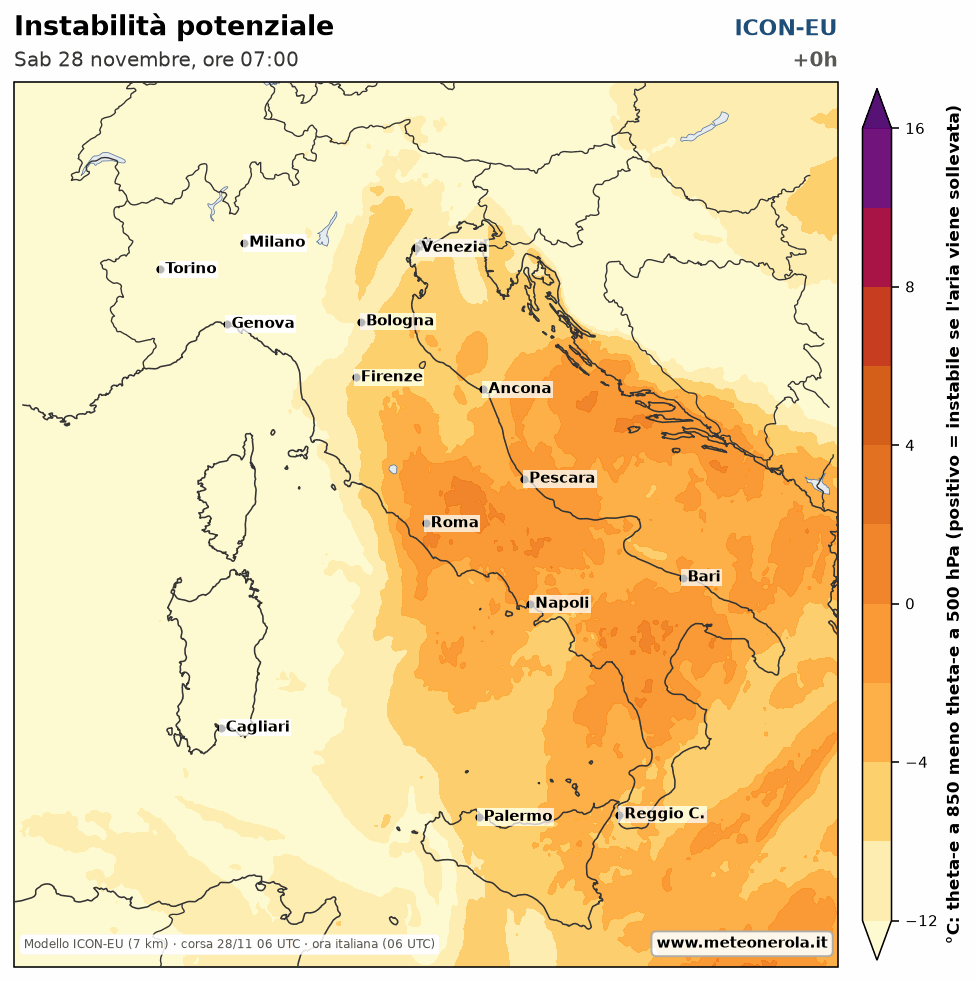 Instabilità potenziale
ICON-EU
Sab 28 novembre, ore 07:00
+0h
Milano
Venezia
Torino
Genova
Bologna
Firenze
Ancona
Pescara
Roma
Bari
Napoli
Cagliari
Palermo
Reggio C.
Modello ICON-EU (7 km) · corsa 28/11 06 UTC · ora italiana (06 UTC)
www.meteonerola.it
16
8
4
0
−4
−12
°C: theta-e a 850 meno theta-e a 500 hPa (positivo = instabile se l'aria viene sollevata)